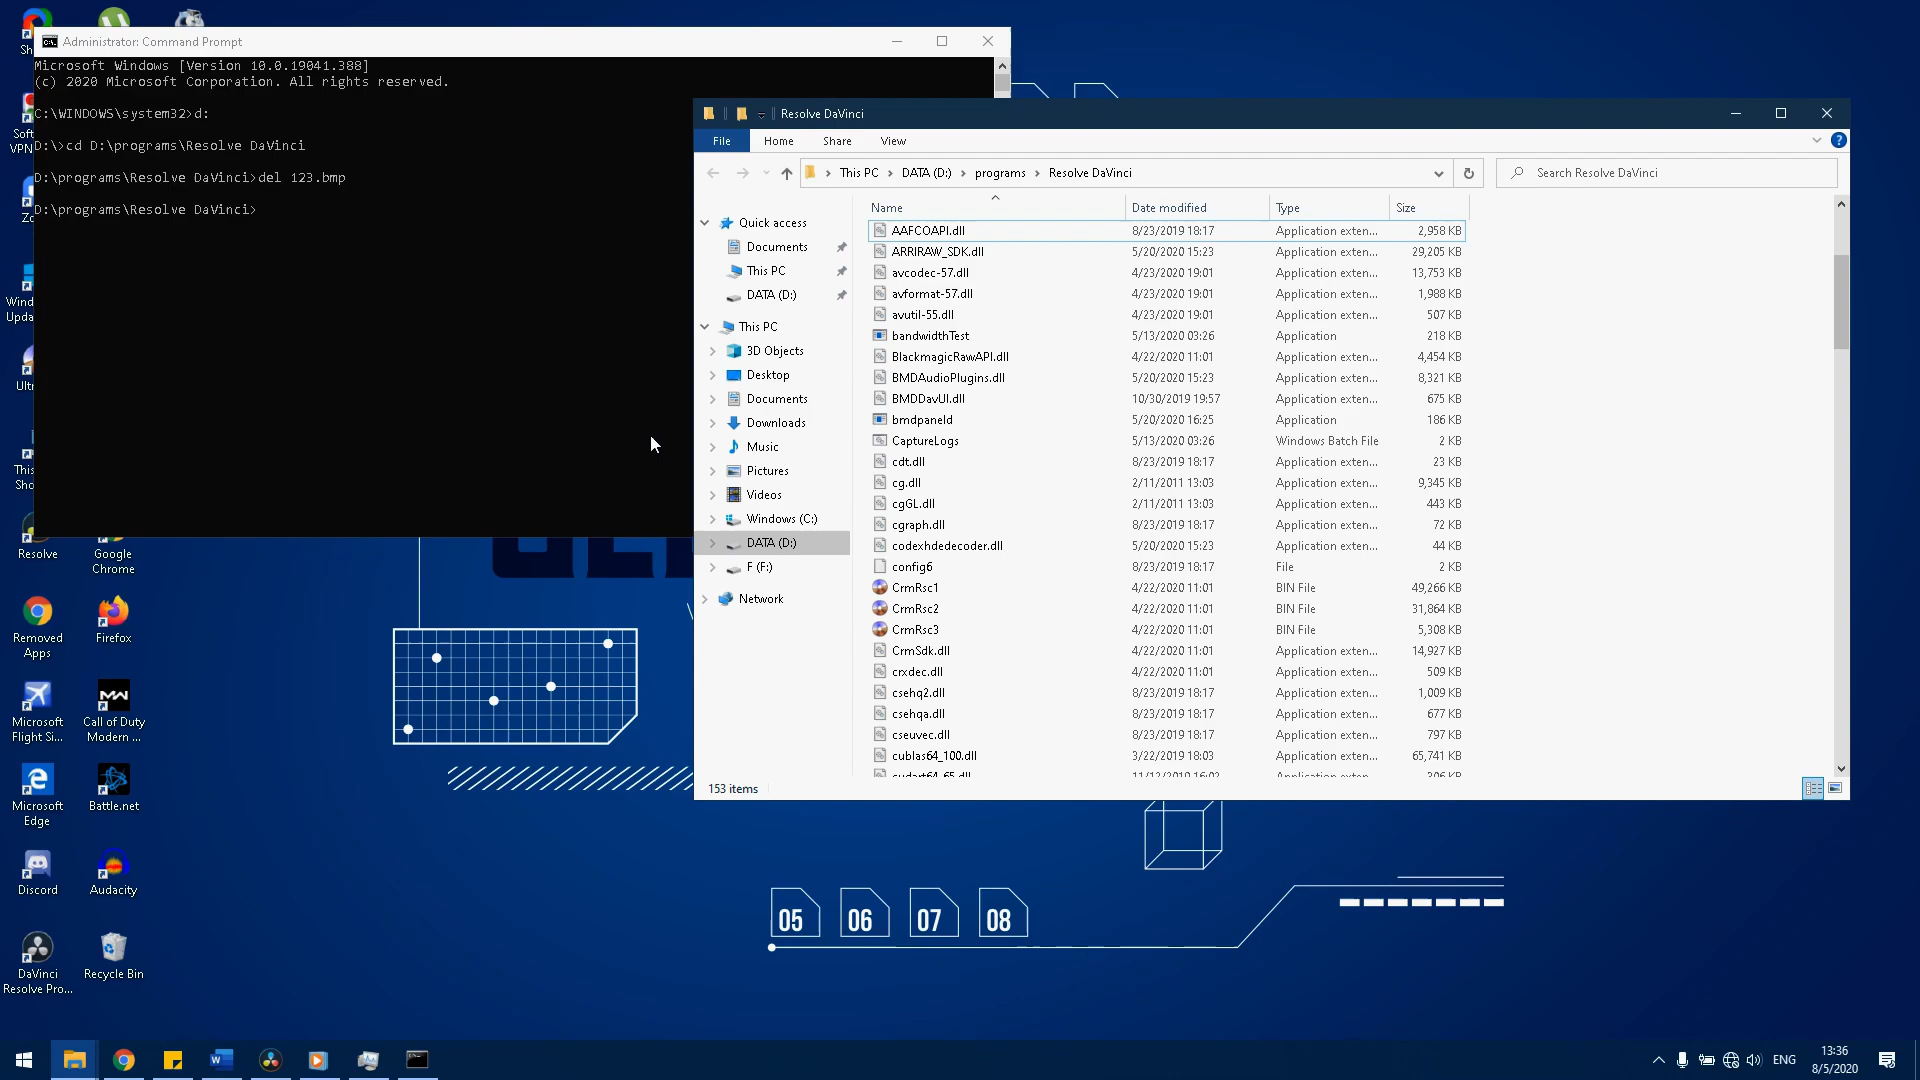 Administrator: Command Prompt
Microsoft Windows [Version 10.0.19041.388]
(c) 2020 Microsoft Corporation. All rights reserved.
C:\WINDOWS\system32>d:
D:\>cd D:\programs\Resolve DaVinci
D:\programs\Resolve DaVinci>del 123.bmp
D:\programs\Resolve DaVinci>
Resolve DaVinci
File Home Share View
This PC > DATA (D:) > programs > Resolve DaVinci
Search Resolve DaVinci
Quick access
Documents
This PC
DATA (D:)
This PC
3D Objects
Desktop
Documents
Downloads
Music
Pictures
Videos
Windows (C:)
DATA (D:)
F (F:)
Network
Name Date modified Type Size
AAFCOAPI.dll 8/23/2019 18:17 Application exten... 2,958 KB
ARRIRAW_SDK.dll 5/20/2020 15:23 Application exten... 29,205 KB
avcodec-57.dll 4/23/2020 19:01 Application exten... 13,753 KB
avformat-57.dll 4/23/2020 19:01 Application exten... 1,988 KB
avutil-55.dll 4/23/2020 19:01 Application exten... 507 KB
bandwidthTest 5/13/2020 03:26 Application 218 KB
BlackmagicRawAPI.dll 4/22/2020 11:01 Application exten... 4,454 KB
BMDAudioPlugins.dll 5/20/2020 15:23 Application exten... 8,321 KB
BMDDavUI.dll 10/30/2019 19:57 Application exten... 675 KB
bmdpaneld 5/20/2020 16:25 Application 186 KB
CaptureLogs 5/13/2020 03:26 Windows Batch File 2 KB
cdt.dll 8/23/2019 18:17 Application exten... 23 KB
cg.dll 2/11/2011 13:03 Application exten... 9,345 KB
cgGL.dll 2/11/2011 13:03 Application exten... 443 KB
cgraph.dll 8/23/2019 18:17 Application exten... 72 KB
codexhdedecoder.dll 5/20/2020 15:23 Application exten... 44 KB
config6 8/23/2019 18:17 File 2 KB
CrmRsc1 4/22/2020 11:01 BIN File 49,266 KB
CrmRsc2 4/22/2020 11:01 BIN File 31,864 KB
CrmRsc3 4/22/2020 11:01 BIN File 5,308 KB
CrmSdk.dll 4/22/2020 11:01 Application exten... 14,927 KB
crxdec.dll 4/22/2020 11:01 Application exten... 509 KB
csehq2.dll 8/23/2019 18:17 Application exten... 1,009 KB
csehqa.dll 8/23/2019 18:17 Application exten... 677 KB
cseuvec.dll 8/23/2019 18:17 Application exten... 797 KB
cublas64_100.dll 3/22/2019 18:03 Application exten... 65,741 KB
153 items
Resolve
Google Chrome
Removed Apps
Firefox
Microsoft Flight Si...
Call of Duty Modern ...
Microsoft Edge
Battle.net
Discord
Audacity
DaVinci Resolve Pro...
Recycle Bin
05 06 07 08
ENG
13:36
8/5/2020